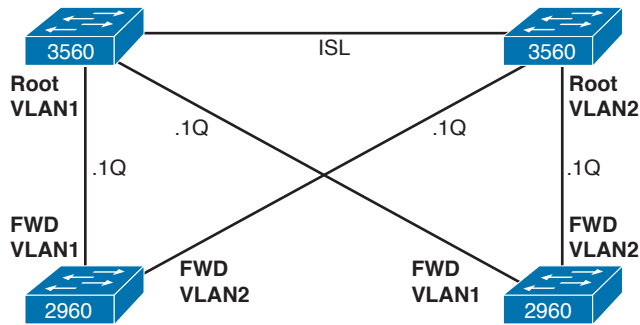 3560
ISL
3560
Root
VLAN1
Root
VLAN2
.1Q
.1Q
.1Q
.1Q
FWD
VLAN1
FWD
VLAN2
FWD
VLAN2
FWD
VLAN1
2960
2960